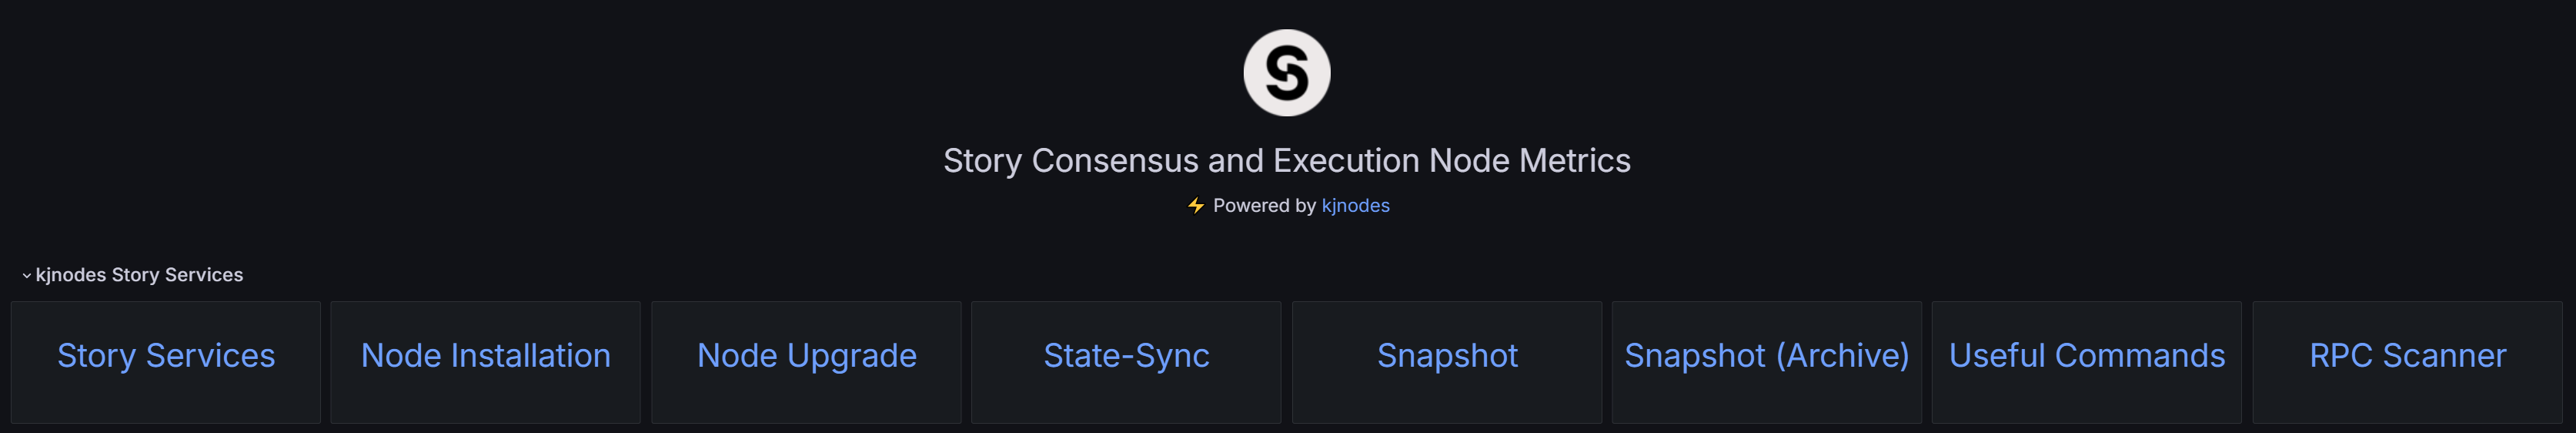 S
Story Consensus and Execution Node Metrics
⚡ Powered by kjnodes
kjnodes Story Services
Story Services
Node Installation
Node Upgrade
State-Sync
Snapshot
Snapshot (Archive)
Useful Commands
RPC Scanner